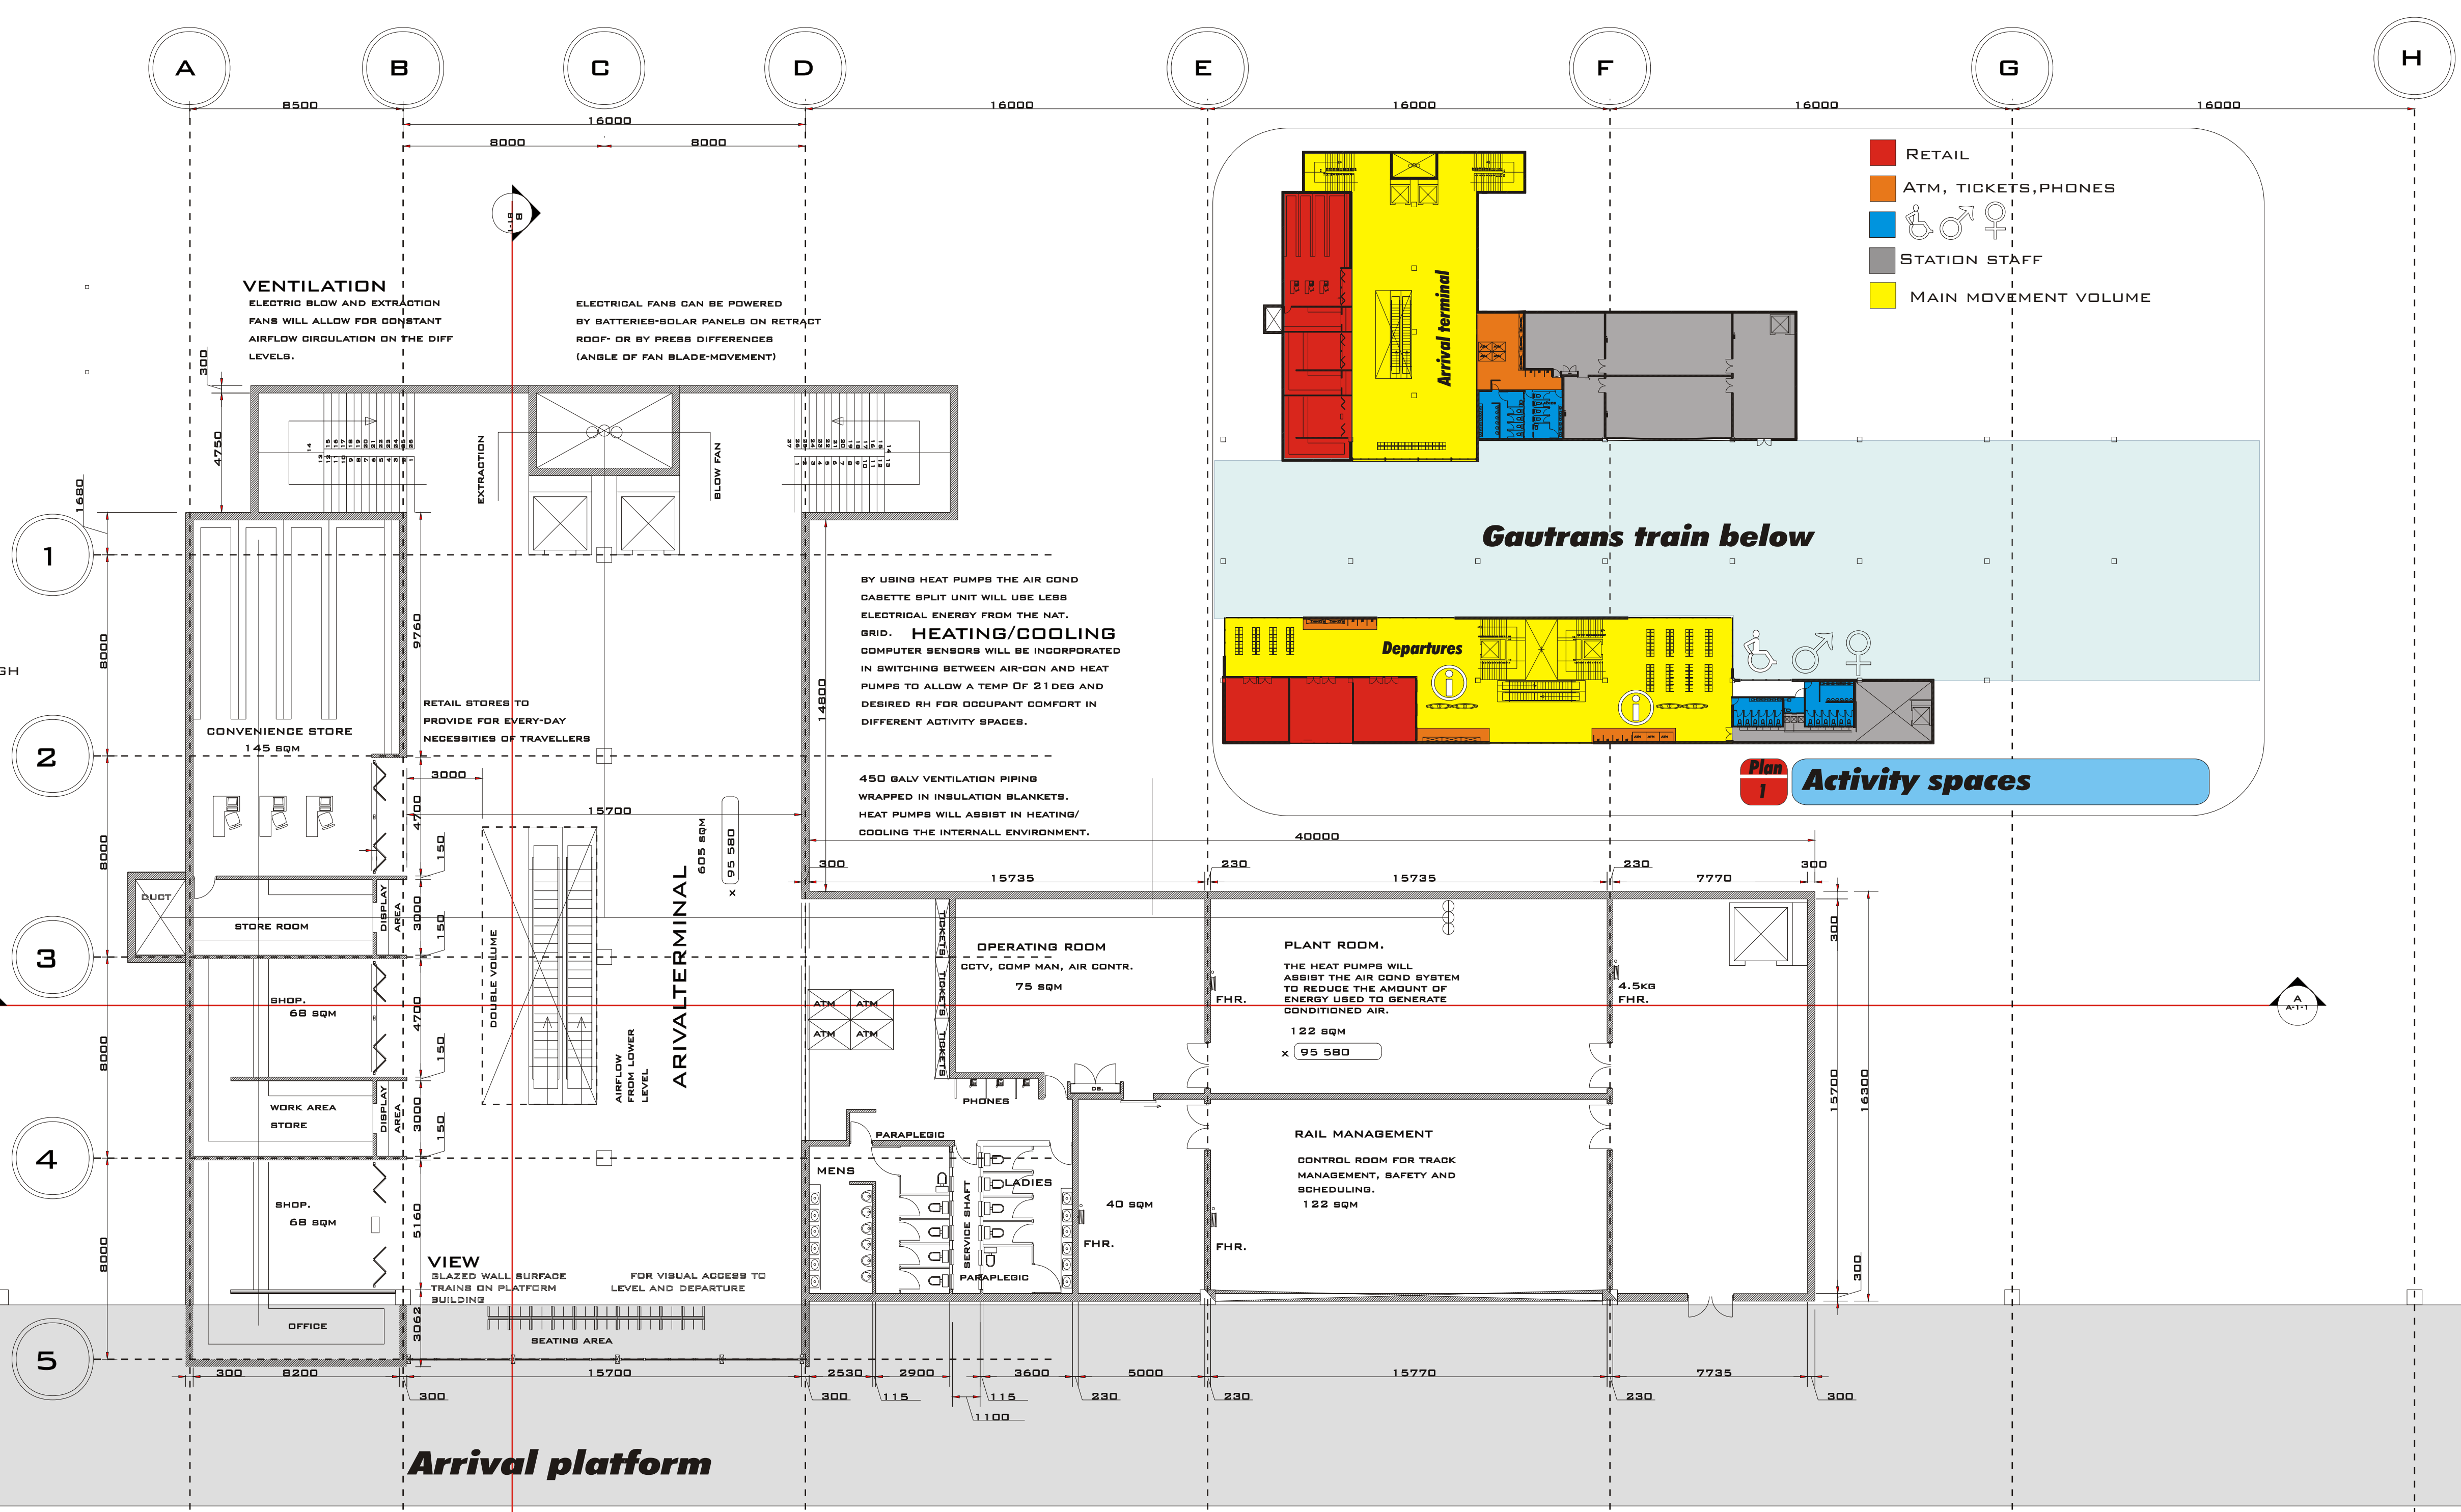 A
B
C
D
E
F
G
H
8500
16000
16000
16000
16000
16000
8000
8000
B
B-1-1
VENTILATION
ELECTRIC BLOW AND EXTRACTION
FANS WILL ALLOW FOR CONSTANT
AIRFLOW CIRCULATION ON THE DIFF
LEVELS.
ELECTRICAL FANS CAN BE POWERED
BY BATTERIES-SOLAR PANELS ON RETRACT
ROOF- OR BY PRESS DIFFERENCES
(ANGLE OF FAN BLADE-MOVEMENT)
RETAIL
ATM, TICKETS,PHONES
STATION STAFF
MAIN MOVEMENT VOLUME
Arrival terminal
Gautrans train below
Departures
Plan
1
Activity spaces
300
4750
1680
EXTRACTION
BLOW FAN
1
8000
9760
14800
BY USING HEAT PUMPS THE AIR COND
CASETTE SPLIT UNIT WILL USE LESS
ELECTRICAL ENERGY FROM THE NAT.
GRID.
HEATING/COOLING
COMPUTER SENSORS WILL BE INCORPORATED
IN SWITCHING BETWEEN AIR-CON AND HEAT
PUMPS TO ALLOW A TEMP OF 21DEG AND
DESIRED RH FOR OCCUPANT COMFORT IN
DIFFERENT ACTIVITY SPACES.
GH
RETAIL STORES TO
PROVIDE FOR EVERY-DAY
NECESSITIES OF TRAVELLERS
CONVENIENCE STORE
145 SQM
2
3000
4700
15700
150
605 SQM
95 580
X
450 GALV VENTILATION PIPING
WRAPPED IN INSULATION BLANKETS.
HEAT PUMPS WILL ASSIST IN HEATING/
COOLING THE INTERNALL ENVIRONMENT.
40000
300
230
230
300
15735
15735
7770
8000
DUCT
STORE ROOM
DISPLAY
AREA
3000
150
3
DOUBLE VOLUME
ARIVALTERMINAL
TICKETS
TICKETS
TICKETS
OPERATING ROOM
CCTV, COMP MAN, AIR CONTR.
75 SQM
PLANT ROOM.
THE HEAT PUMPS WILL
ASSIST THE AIR COND SYSTEM
TO REDUCE THE AMOUNT OF
ENERGY USED TO GENERATE
CONDITIONED AIR.
122 SQM
X 95 580
FHR.
4.5KG
FHR.
300
15700
16300
A
A-1-1
SHOP.
68 SQM
4700
150
8000
ATM
ATM
ATM
ATM
AIRFLOW
FROM LOWER
LEVEL
PHONES
DB.
WORK AREA
STORE
DISPLAY
AREA
3000
150
4
PARAPLEGIC
MENS
LADIES
SERVICE SHAFT
PARAPLEGIC
40 SQM
FHR.
FHR.
RAIL MANAGEMENT
CONTROL ROOM FOR TRACK
MANAGEMENT, SAFETY AND
SCHEDULING.
122 SQM
300
SHOP.
68 SQM
5160
8000
VIEW
GLAZED WALL SURFACE
FOR VISUAL ACCESS TO
TRAINS ON PLATFORM
LEVEL AND DEPARTURE
BUILDING
OFFICE
3062
SEATING AREA
5
300
8200
15700
2530
2900
3600
5000
15770
7735
300
300
115
115
230
230
230
300
1100
Arrival platform